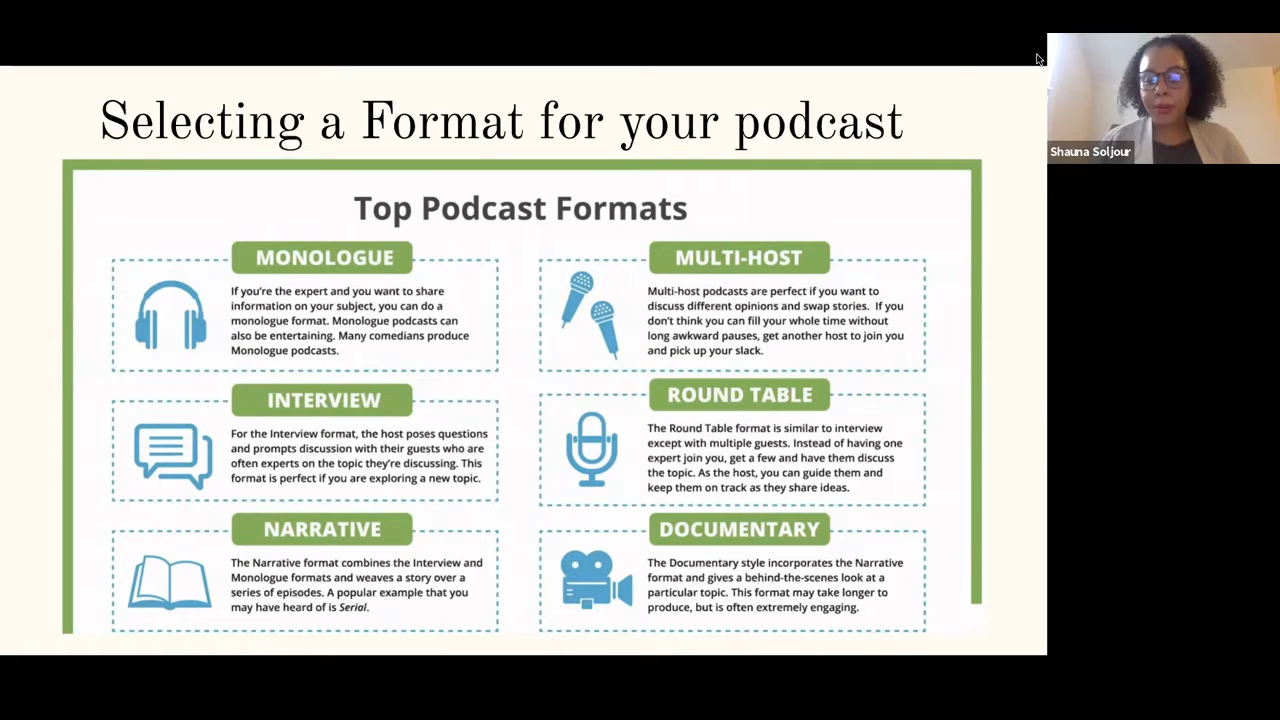 Selecting a Format for your podcast
Top Podcast Formats
MONOLOGUE
If you're the expert and you want to share
information on your subject, you can do a
monologue format. Monologue podcasts can
also be entertaining. Many comedians produce
Monologue podcasts.
MULTI-HOST
Multi-host podcasts are perfect if you want to
discuss different opinions and swap stories. If you
don't think you can fill your whole time without
long awkward pauses, get another host to join you
and pick up your slack.
INTERVIEW
For the Interview format, the host poses questions
and prompts discussion with their guests who are
often experts on the topic they're discussing. This
format is perfect if you are exploring a new topic.
ROUND TABLE
The Round Table format is similar to interview
except with multiple guests. Instead of having one
expert join you, get a few and have them discuss
the topic. As the host, you can guide them and
keep them on track as they share ideas.
NARRATIVE
The Narrative format combines the Interview and
Monologue formats and weaves a story over a
series of episodes. A popular example that you
may have heard of is Serial.
DOCUMENTARY
The Documentary style incorporates the Narrative
format and gives a behind-the-scenes look at a
particular topic. This format may take longer to
produce, but is often extremely engaging.
Shauna Soljour